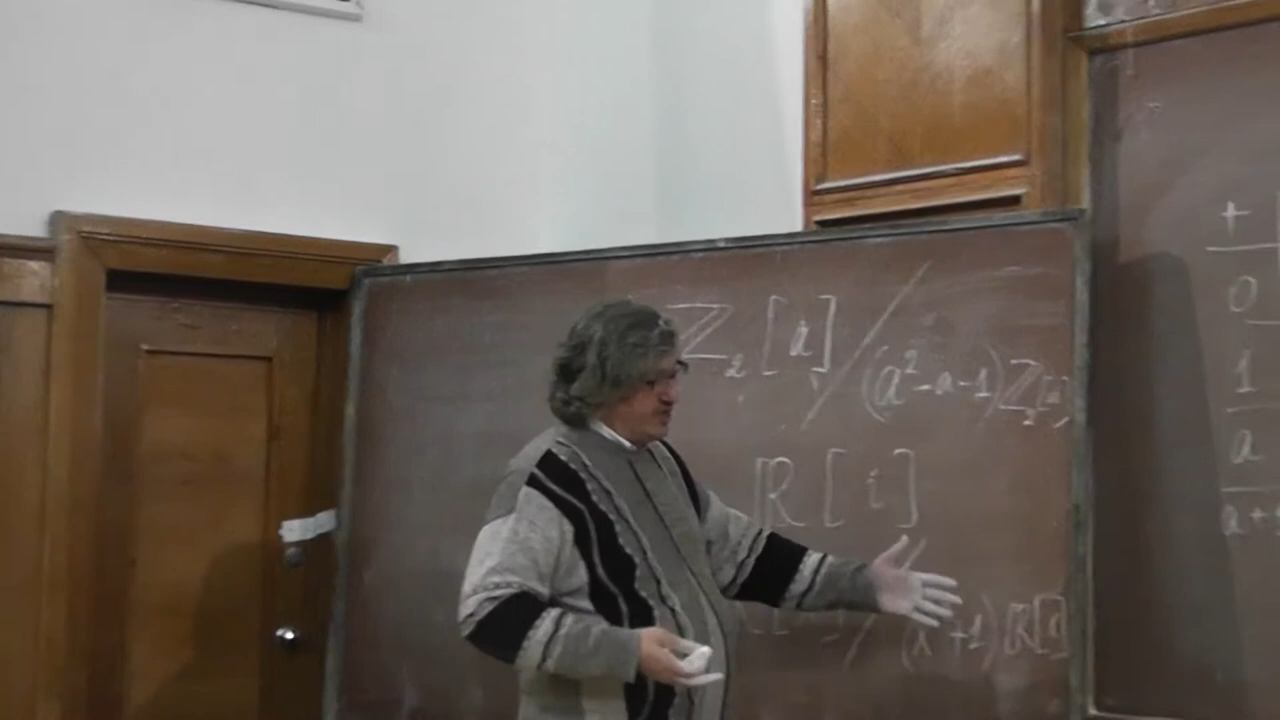 ℤ₂[a]/(a²-a-1)ℤ₂[a]
ℝ[i]
/(x²+1)ℝ[
+
0
1
a
a+